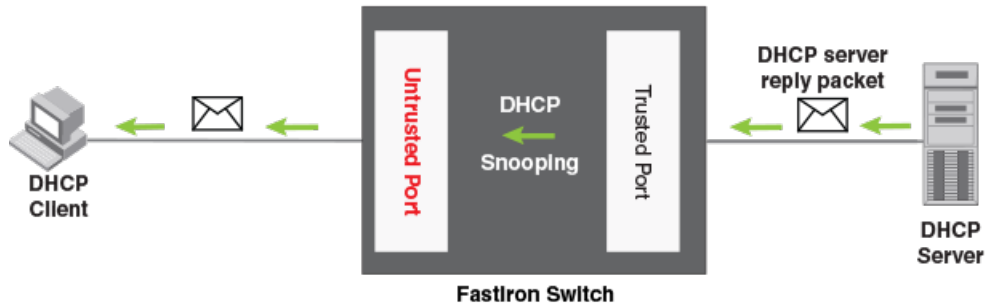 DHCP
Client
Untrusted Port
DHCP
Snooping
Trusted Port
DHCP server
reply packet
DHCP
Server
FastIron Switch